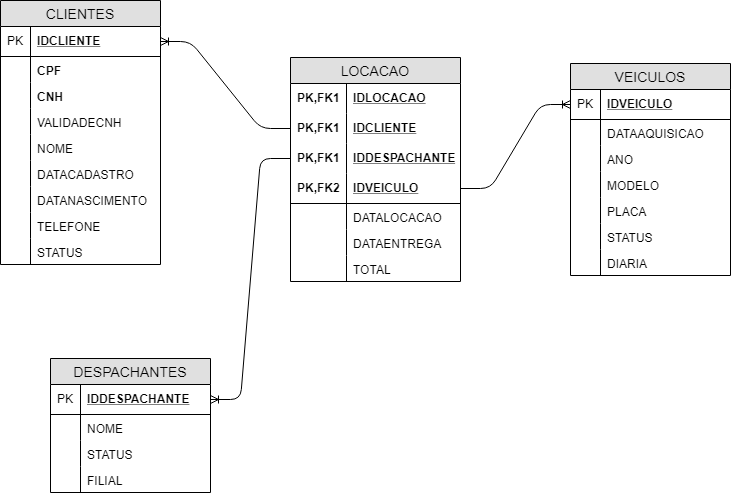 CLIENTES
PK IDCLIENTE
CPF
CNH
VALIDADECNH
NOME
DATACADASTRO
DATANASCIMENTO
TELEFONE
STATUS
LOCACAO
PK,FK1 IDLOCACAO
PK,FK1 IDCLIENTE
PK,FK1 IDDESPACHANTE
PK,FK2 IDVEICULO
DATALOCACAO
DATAENTREGA
TOTAL
VEICULOS
PK IDVEICULO
DATAAQUISICAO
ANO
MODELO
PLACA
STATUS
DIARIA
DESPACHANTES
PK IDDESPACHANTE
NOME
STATUS
FILIAL